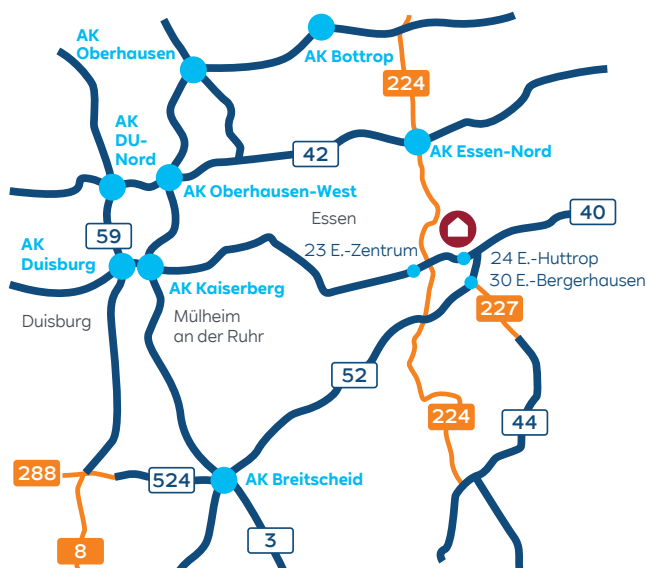 AK
Oberhausen
AK Bottrop
224
AK
DU-
Nord
42
AK Essen-Nord
AK Oberhausen-West
Essen
40
59
23 E.-Zentrum
AK
Duisburg
24 E.-Huttrop
30 E.-Bergerhausen
AK Kaiserberg
227
Duisburg
Mülheim
an der Ruhr
52
224
44
288
524
AK Breitscheid
3
8